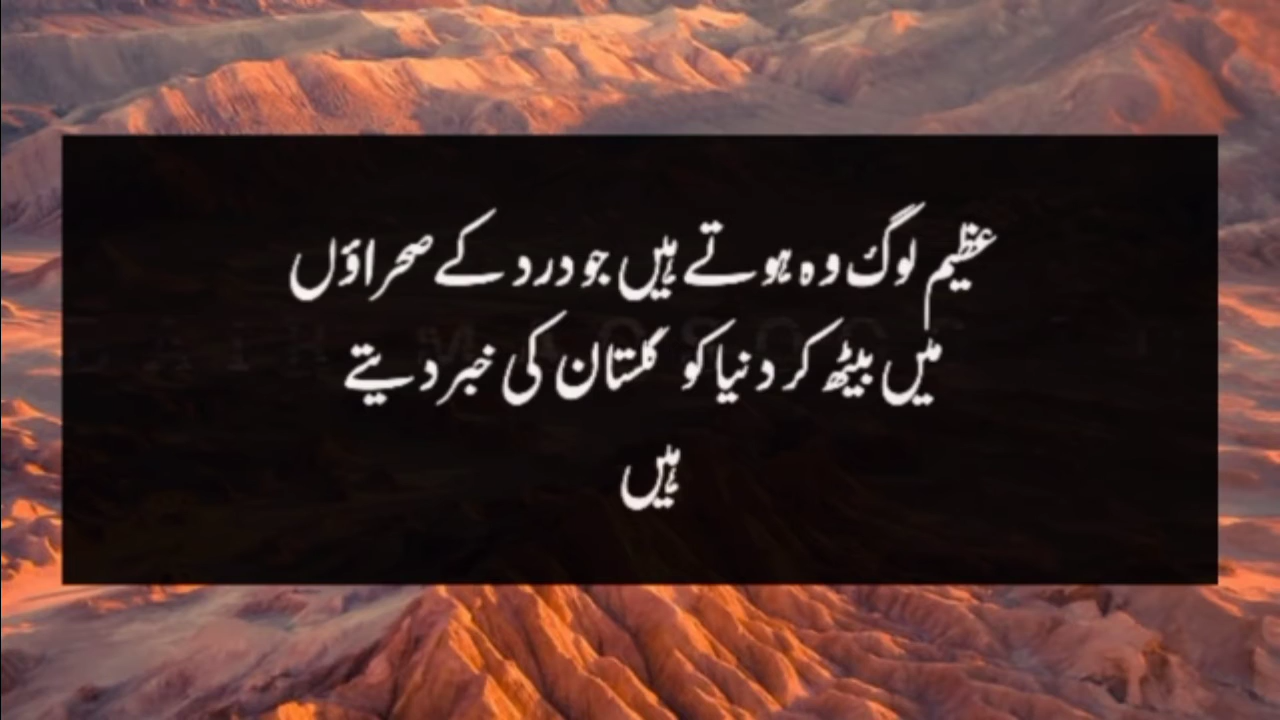 عظیم لوگ وہ ہوتے ہیں جو درد کے صحراؤں
میں بیٹھ کر دنیا کو گلستان کی خبر دیتے
ہیں